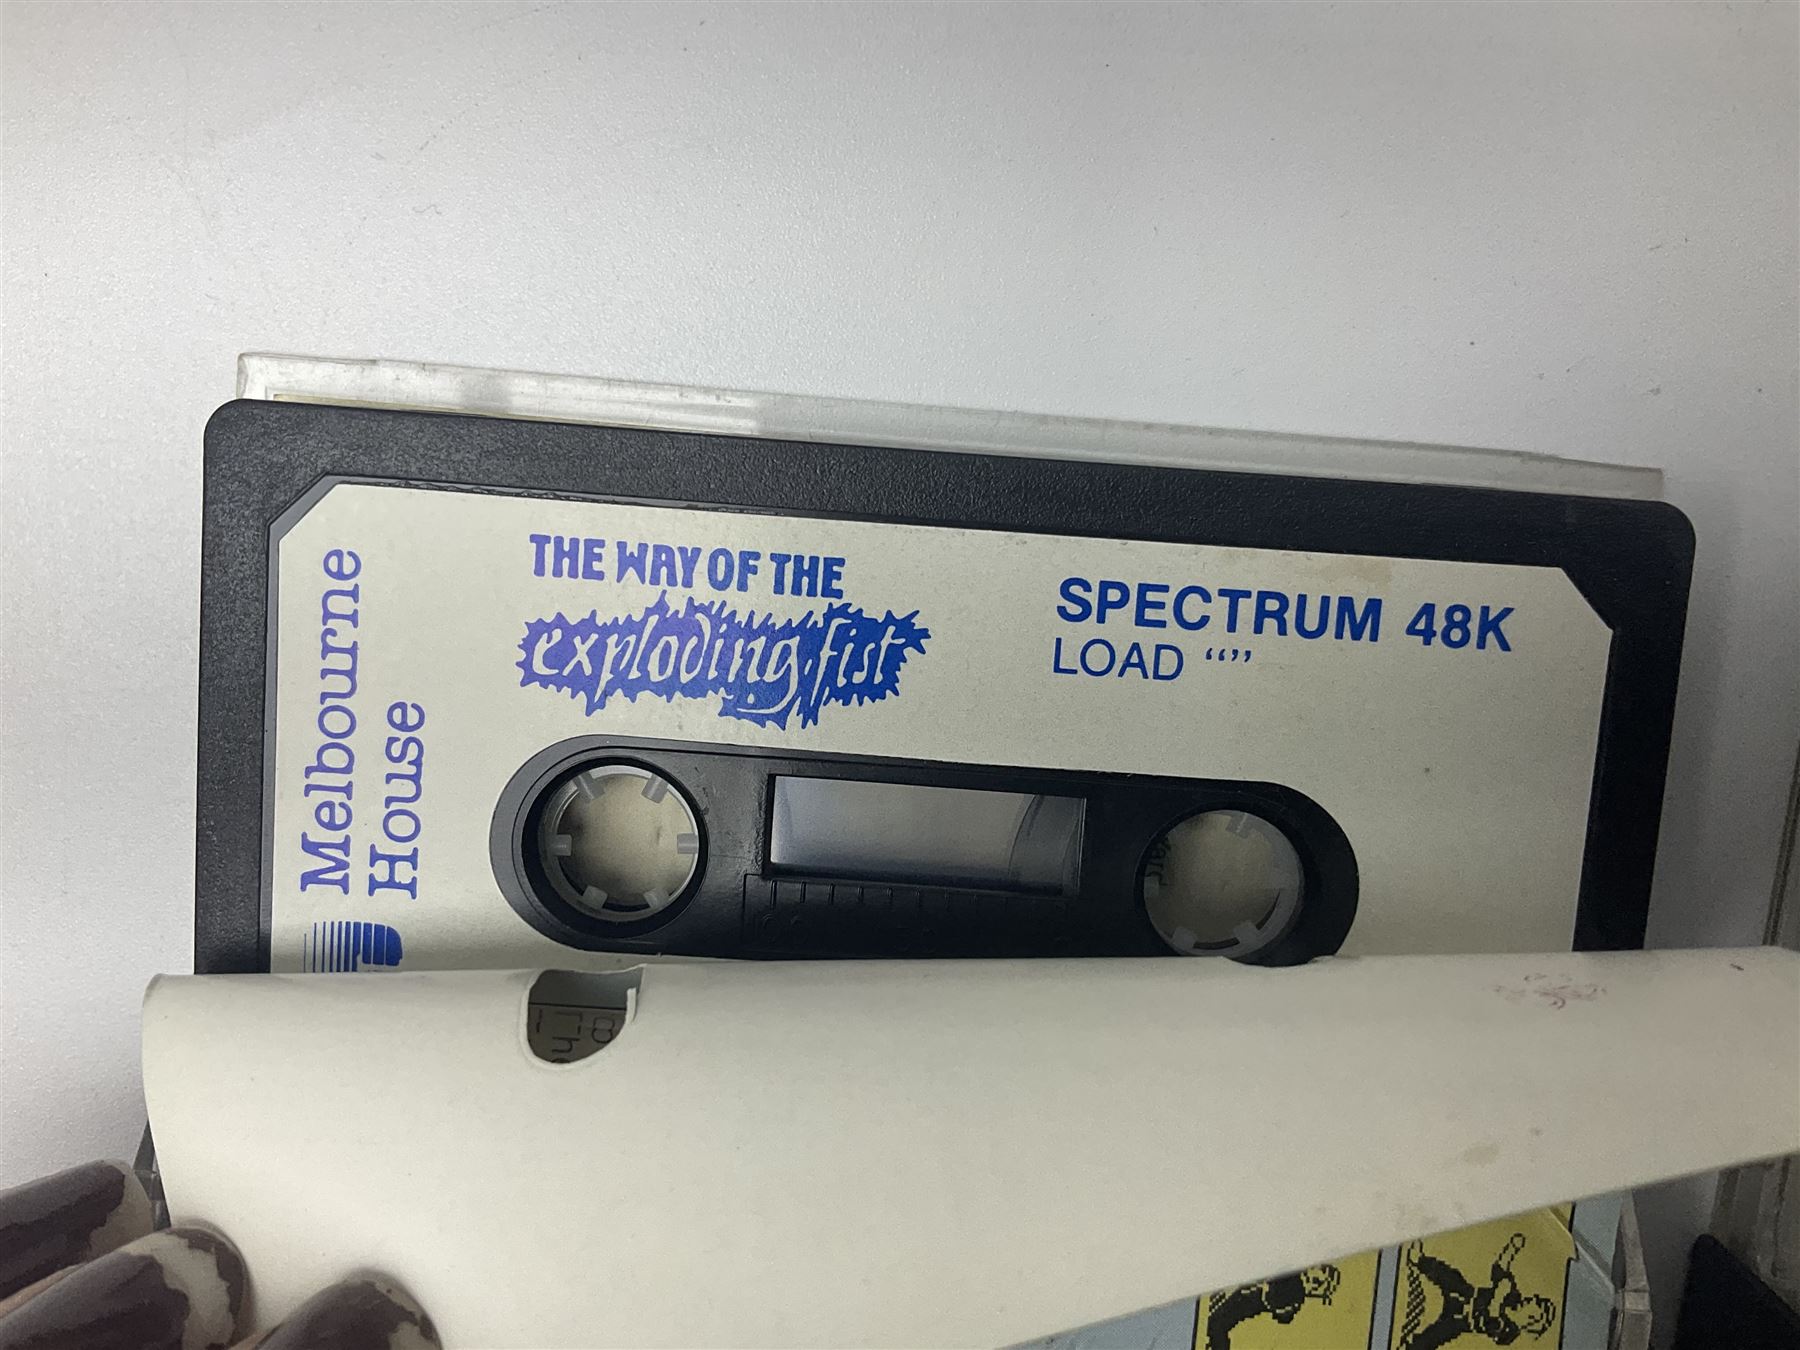 THE WAY OF THE
exploding fist
SPECTRUM 48K
LOAD “”
Melbourne
House